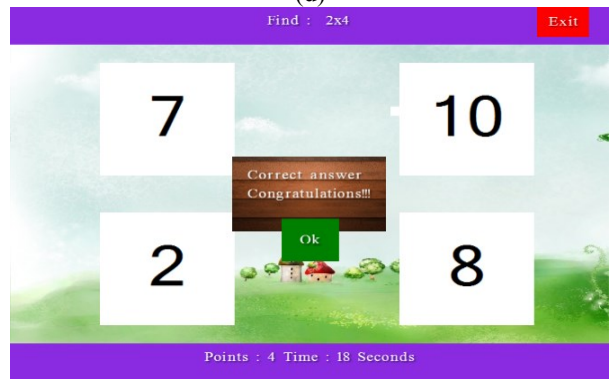 (d)
Find : 2x4
Exit
7
10
Correct answer
Congratulations!!!
Ok
2
8
Points : 4 Time : 18 Seconds